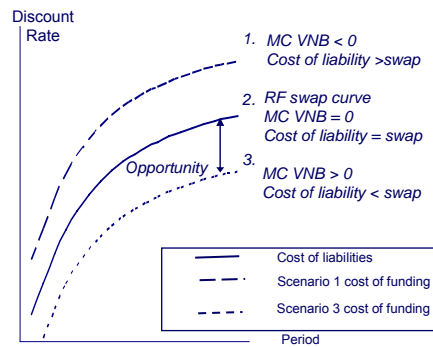 Discount
Rate
1. MC VNB < 0
Cost of liability >swap
2. RF swap curve
MC VNB = 0
Cost of liability = swap
Opportunity
3. MC VNB > 0
Cost of liability < swap
Cost of liabilities
Scenario 1 cost of funding
Scenario 3 cost of funding
Period